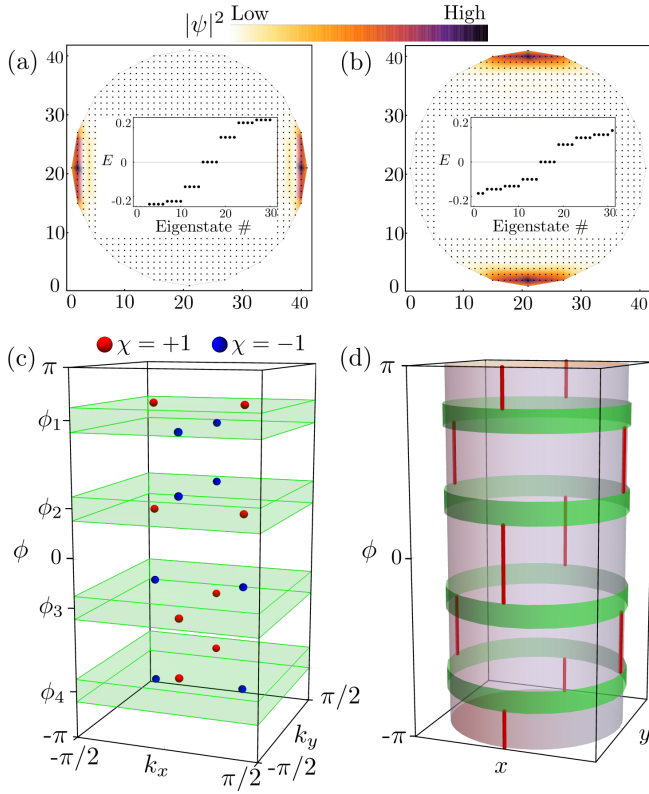 |ψ|² Low High
(a) (b)
40
30
20
10
0
0 10 20 30 40
0.2
E 0
-0.2
0 10 20 30
Eigenstate #
40
30
20
10
0
0 10 20 30 40
0.2
E 0
-0.2
0 10 20 30
Eigenstate #
(c) χ = +1 χ = −1 (d)
π
ϕ₁
ϕ₂
ϕ 0
ϕ₃
ϕ₄
-π
-π/2 kₓ π/2
-π/2 k_y π/2
π
ϕ 0
-π
x y